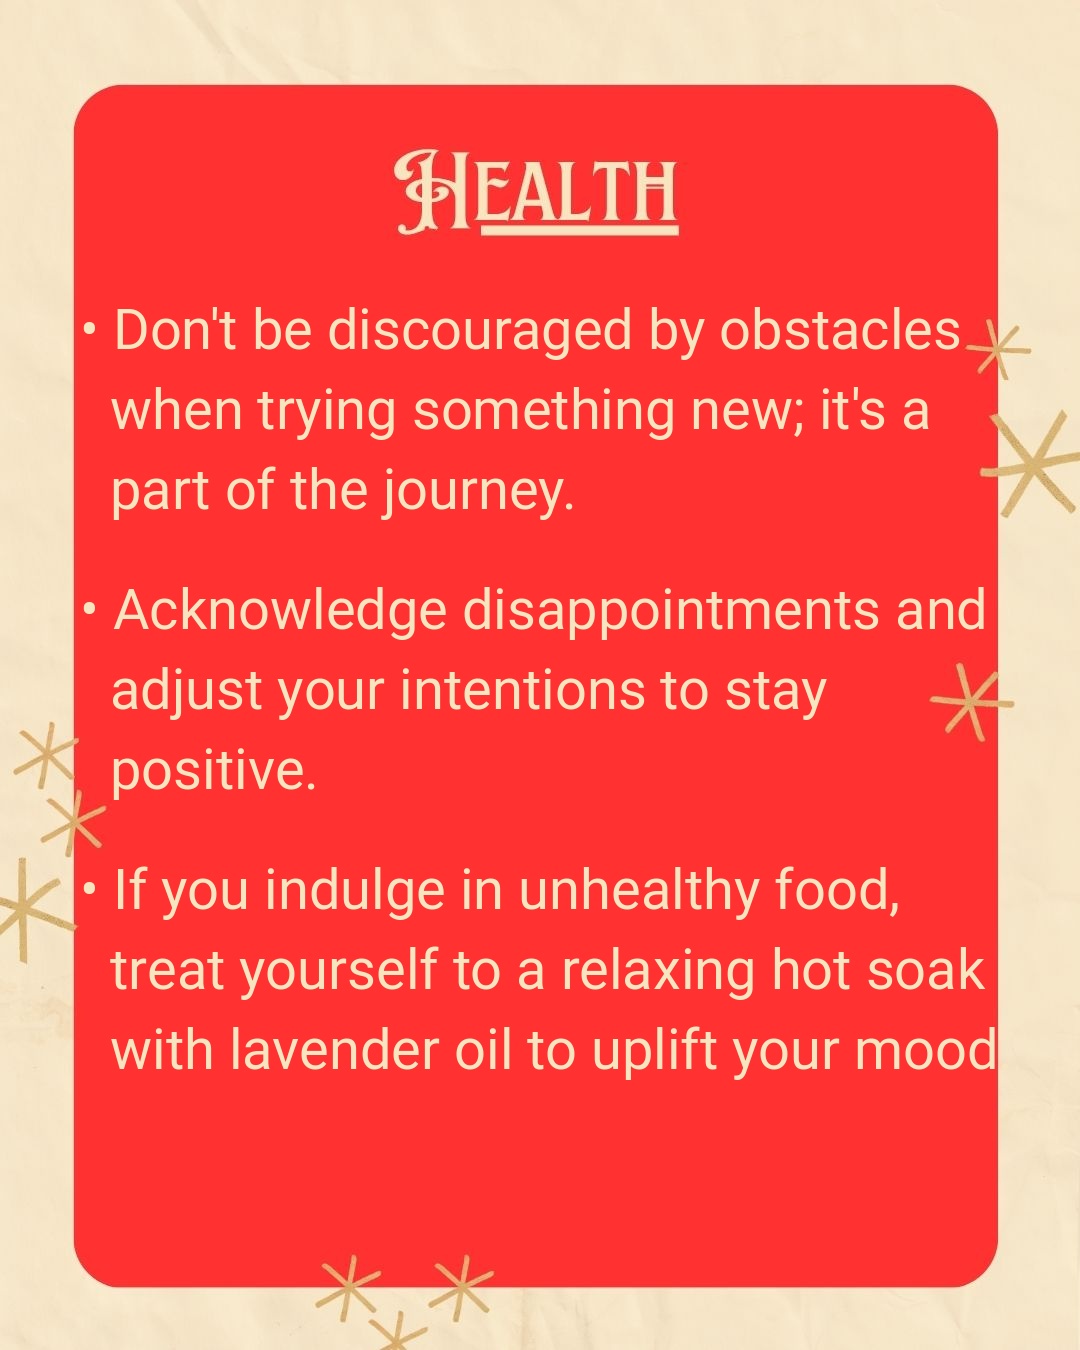 Health
• Don't be discouraged by obstacles
when trying something new; it's a
part of the journey.
• Acknowledge disappointments and
adjust your intentions to stay
positive.
• If you indulge in unhealthy food,
treat yourself to a relaxing hot soak
with lavender oil to uplift your mood